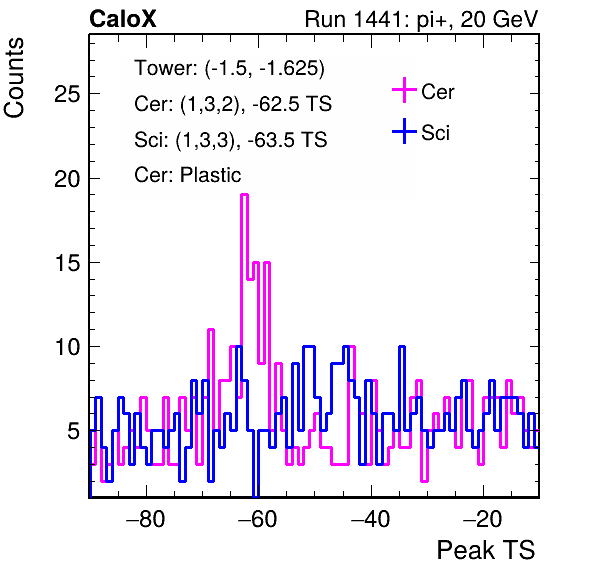 CaloX Run 1441: pi+, 20 GeV
Counts
Tower: (-1.5, -1.625)
Cer: (1,3,2), -62.5 TS
Sci: (1,3,3), -63.5 TS
Cer: Plastic
Cer
Sci
25
20
15
10
5
−80 −60 −40 −20
Peak TS